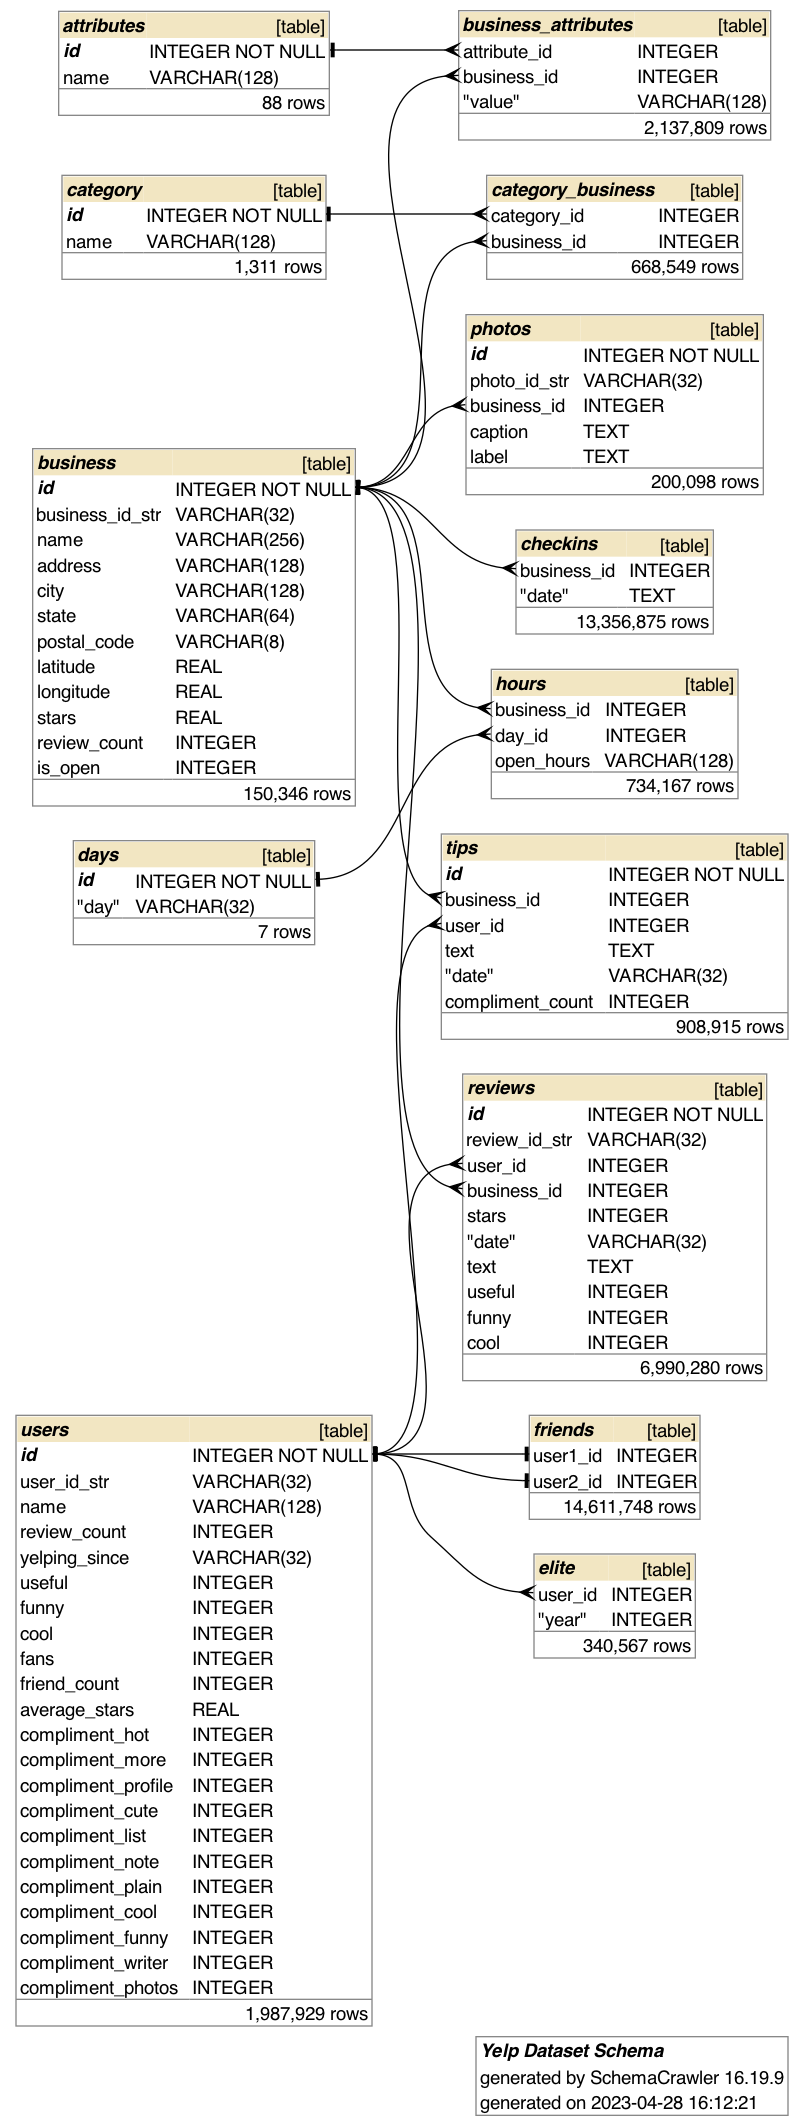 attributes [table]
id INTEGER NOT NULL
name VARCHAR(128)
88 rows
business_attributes [table]
attribute_id INTEGER
business_id INTEGER
"value" VARCHAR(128)
2,137,809 rows
category [table]
id INTEGER NOT NULL
name VARCHAR(128)
1,311 rows
category_business [table]
category_id INTEGER
business_id INTEGER
668,549 rows
photos [table]
id INTEGER NOT NULL
photo_id_str VARCHAR(32)
business_id INTEGER
caption TEXT
label TEXT
200,098 rows
business [table]
id INTEGER NOT NULL
business_id_str VARCHAR(32)
name VARCHAR(256)
address VARCHAR(128)
city VARCHAR(128)
state VARCHAR(64)
postal_code VARCHAR(8)
latitude REAL
longitude REAL
stars REAL
review_count INTEGER
is_open INTEGER
150,346 rows
checkins [table]
business_id INTEGER
"date" TEXT
13,356,875 rows
hours [table]
business_id INTEGER
day_id INTEGER
open_hours VARCHAR(128)
734,167 rows
days [table]
id INTEGER NOT NULL
"day" VARCHAR(32)
7 rows
tips [table]
id INTEGER NOT NULL
business_id INTEGER
user_id INTEGER
text TEXT
"date" VARCHAR(32)
compliment_count INTEGER
908,915 rows
reviews [table]
id INTEGER NOT NULL
review_id_str VARCHAR(32)
user_id INTEGER
business_id INTEGER
stars INTEGER
"date" VARCHAR(32)
text TEXT
useful INTEGER
funny INTEGER
cool INTEGER
6,990,280 rows
users [table]
id INTEGER NOT NULL
user_id_str VARCHAR(32)
name VARCHAR(128)
review_count INTEGER
yelping_since VARCHAR(32)
useful INTEGER
funny INTEGER
cool INTEGER
fans INTEGER
friend_count INTEGER
average_stars REAL
compliment_hot INTEGER
compliment_more INTEGER
compliment_profile INTEGER
compliment_cute INTEGER
compliment_list INTEGER
compliment_note INTEGER
compliment_plain INTEGER
compliment_cool INTEGER
compliment_funny INTEGER
compliment_writer INTEGER
compliment_photos INTEGER
1,987,929 rows
friends [table]
user1_id INTEGER
user2_id INTEGER
14,611,748 rows
elite [table]
user_id INTEGER
"year" INTEGER
340,567 rows
Yelp Dataset Schema
generated by SchemaCrawler 16.19.9
generated on 2023-04-28 16:12:21